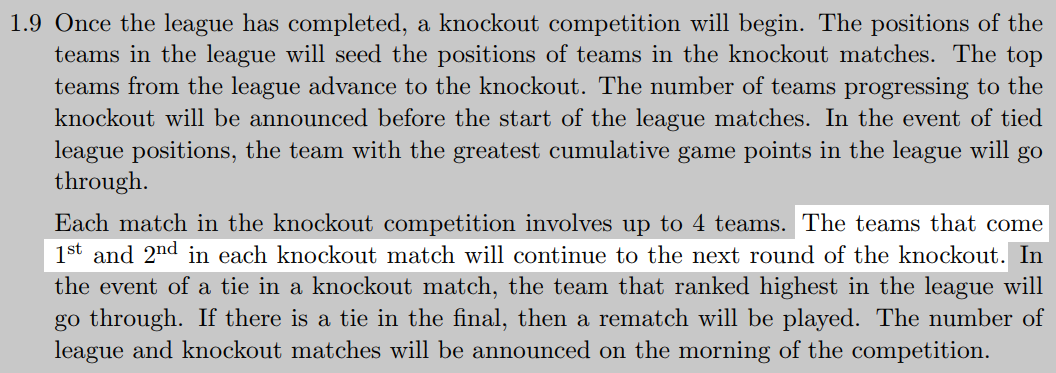 1.9 Once the league has completed, a knockout competition will begin. The positions of the
teams in the league will seed the positions of teams in the knockout matches. The top
teams from the league advance to the knockout. The number of teams progressing to the
knockout will be announced before the start of the league matches. In the event of tied
league positions, the team with the greatest cumulative game points in the league will go
through.
Each match in the knockout competition involves up to 4 teams. The teams that come
1st and 2nd in each knockout match will continue to the next round of the knockout. In
the event of a tie in a knockout match, the team that ranked highest in the league will
go through. If there is a tie in the final, then a rematch will be played. The number of
league and knockout matches will be announced on the morning of the competition.